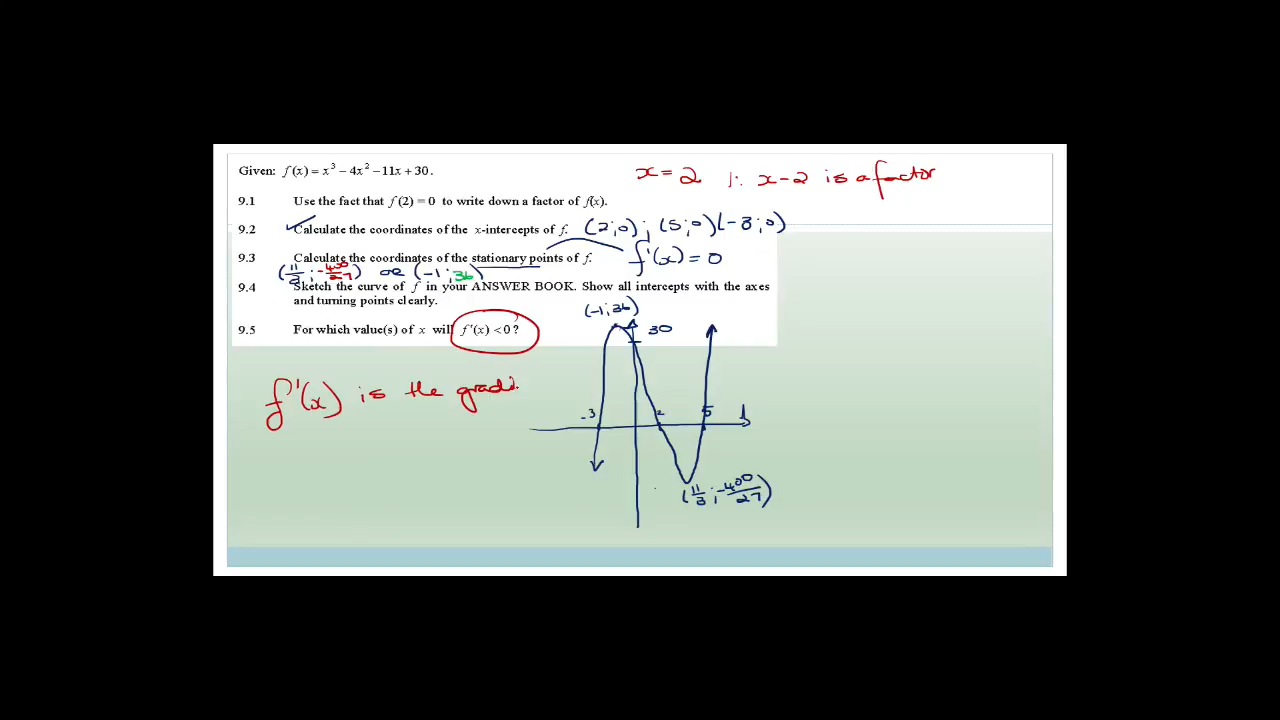 Given: f(x) = x³ − 4x² − 11x + 30.
x = 2 ∴ x-2 is a factor
9.1 Use the fact that f(2) = 0 to write down a factor of f(x).
9.2 Calculate the coordinates of the x-intercepts of f. (2;0); (5;0)(-3;0)
9.3 Calculate the coordinates of the stationary points of f. f'(x) = 0
(11/3; -400/27) or (-1; 36)
9.4 Sketch the curve of f in your ANSWER BOOK. Show all intercepts with the axes
and turning points clearly.
(-1; 36)
9.5 For which value(s) of x will f'(x) < 0?
30
f'(x) is the gradi
-3 2 5
(11/3; -400/27)